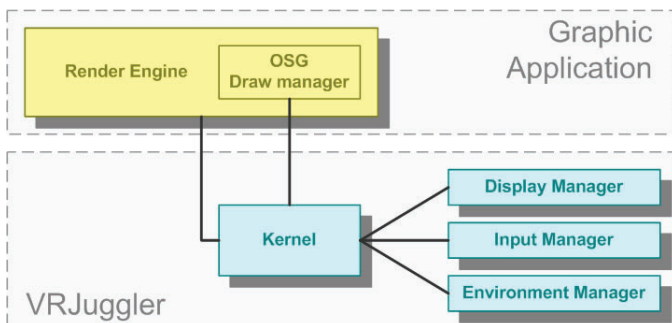 Graphic
Application
Render Engine
OSG
Draw manager
Kernel
Display Manager
Input Manager
Environment Manager
VRJuggler